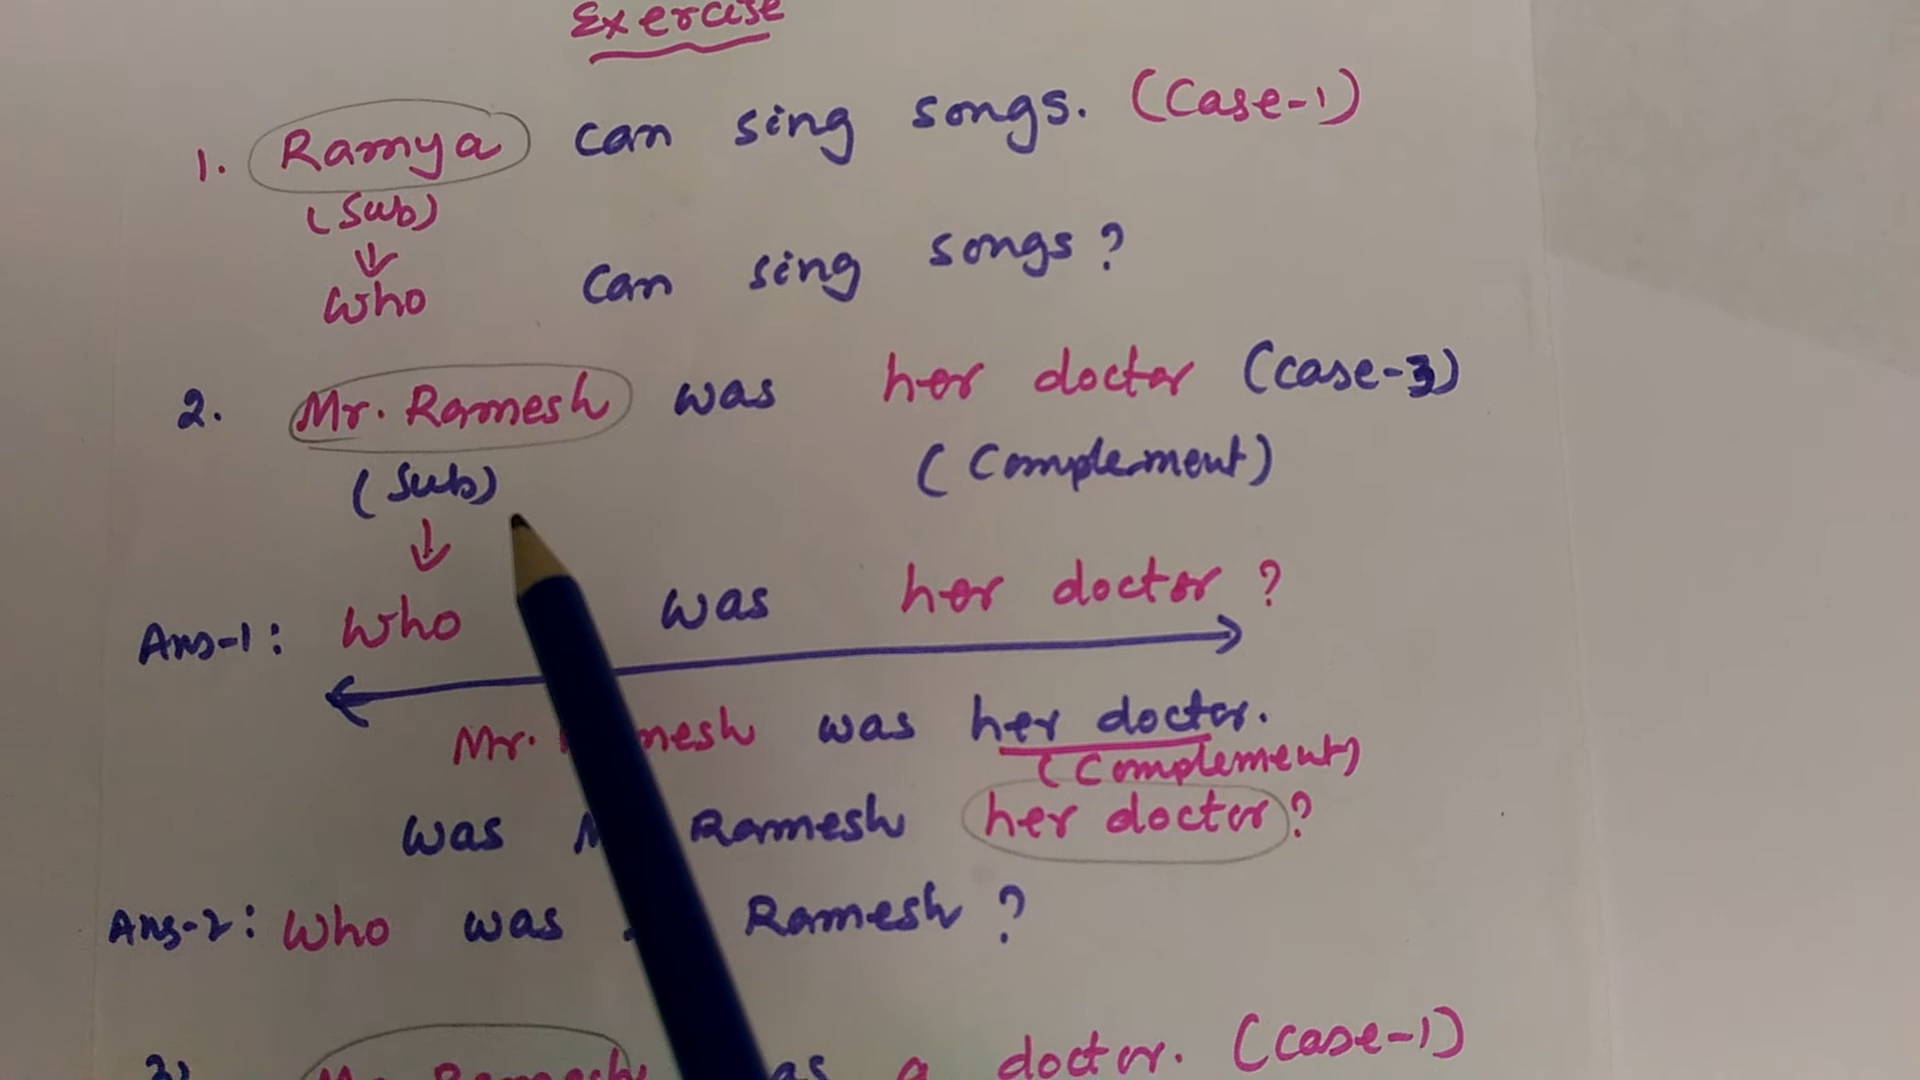 Exercise
1. Ramya can sing songs. (Case-1)
(Sub)
Who can sing songs?
2. Mr. Ramesh was her doctor (Case-3)
(Sub) (Complement)
Ans-1: Who was her doctor?
Mr. was her doctor.
(Complement)
was Ramesh her doctor?
Ans-2: Who was Ramesh?
a doctor. (Case-1)